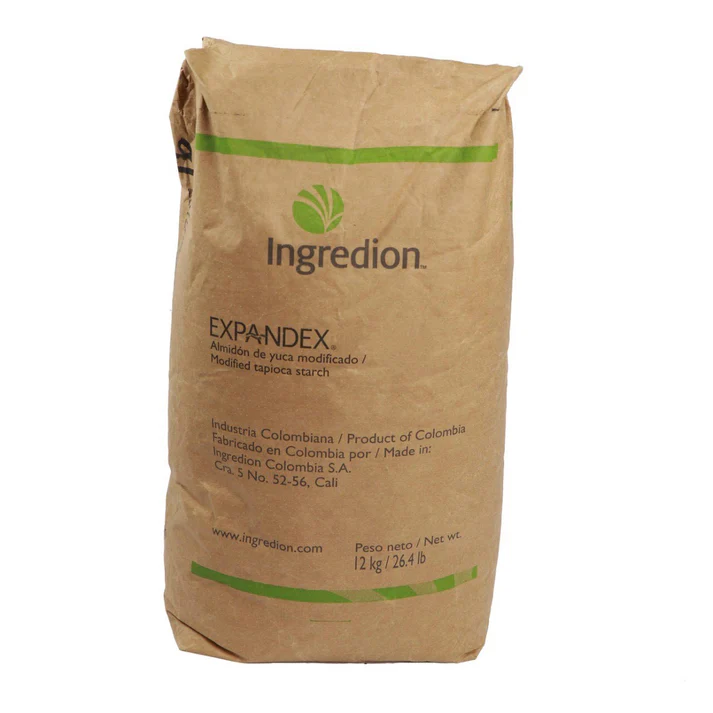 Ingredion™
EXPANDEX®
Almidón de yuca modificado /
Modified tapioca starch
Industria Colombiana / Product of Colombia
Fabricado en Colombia por / Made in:
Ingredion Colombia S.A.
Cra. 5 No. 52-56, Cali
www.ingredion.com
Peso neto / Net wt.
12 kg / 26.4 lb